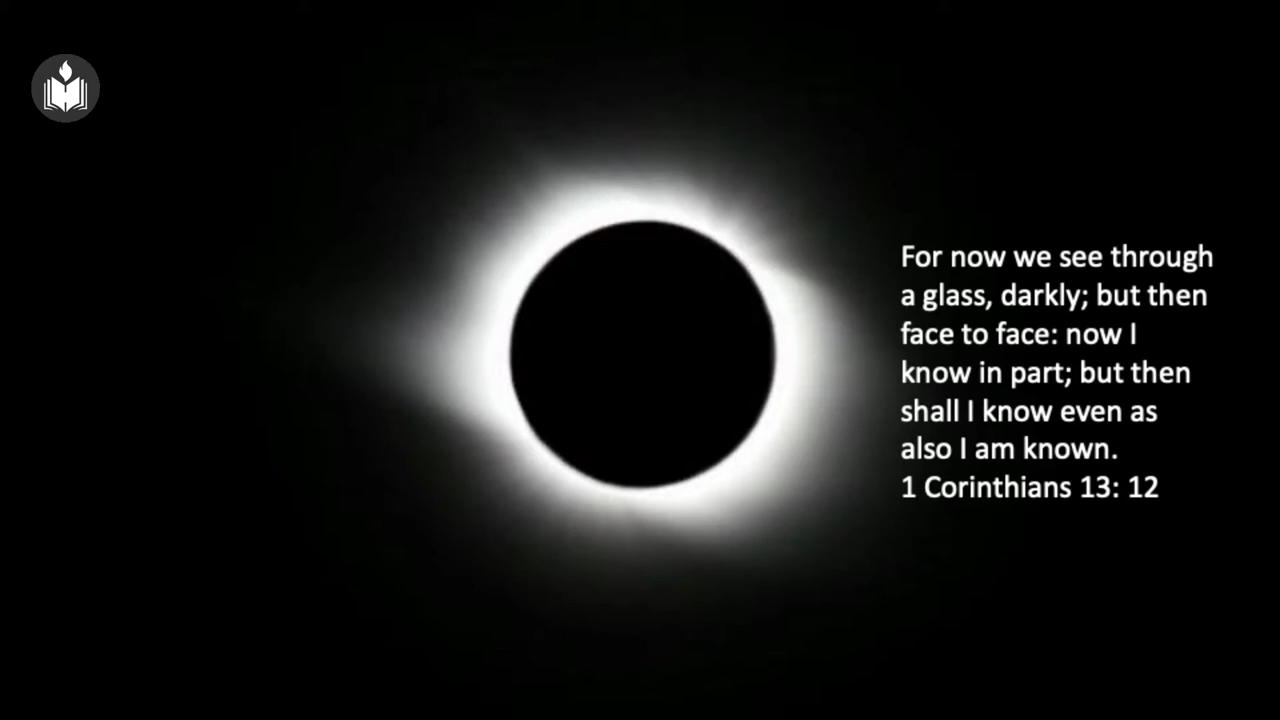 For now we see through
a glass, darkly; but then
face to face: now I
know in part; but then
shall I know even as
also I am known.
1 Corinthians 13: 12